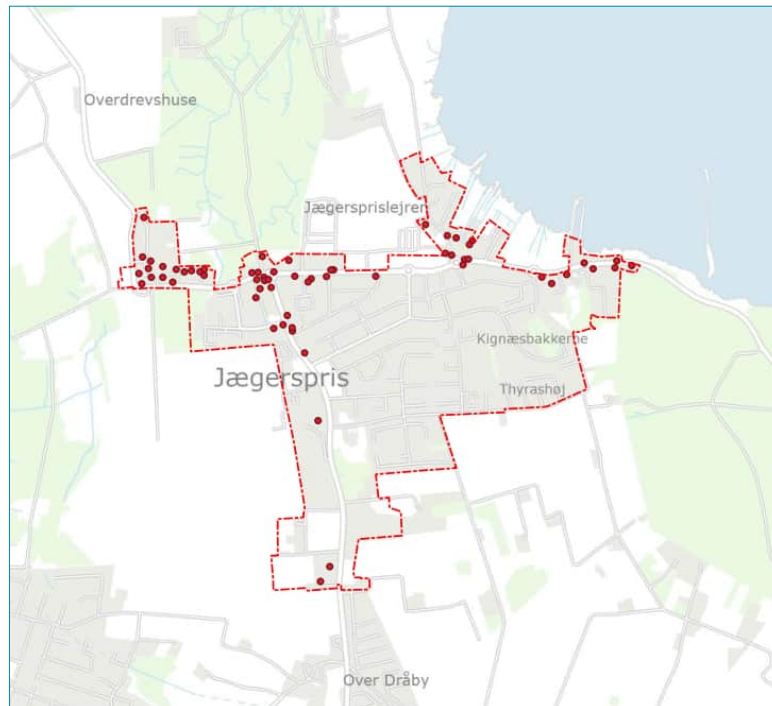 Overdrevshuse
Jægersprislejren
Kignæsbakkerne
Jægerspris
Thyrashøj
Over Dråby